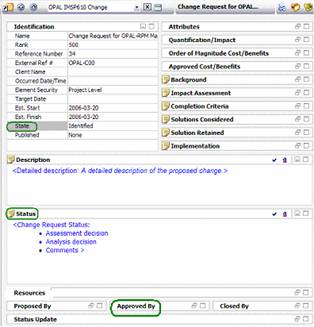 OPAL IMSP610 Change
Change Request for OPAL-...
Identification
Name Change Request for OPAL-RPM Ma
Rank 500
Reference Number 34
External Ref # OPAL-C00
Client Name
Occurred Date/Time
Element Security Project Level
Target Date
Est. Start 2006-03-20
Est. Finish 2006-03-20
State Identified
Published None
Attributes
Quantification/Impact
Order of Magnitude Cost/Benefits
Approved Cost/Benefits
Background
Impact Assessment
Completion Criteria
Solutions Considered
Solution Retained
Implementation
Description
<Detailed description: A detailed description of the proposed change.>
Status
<Change Request Status:
• Assessment decision
• Analysis decision
• Comments >
Resources
Proposed By
Approved By
Closed By
Status Update